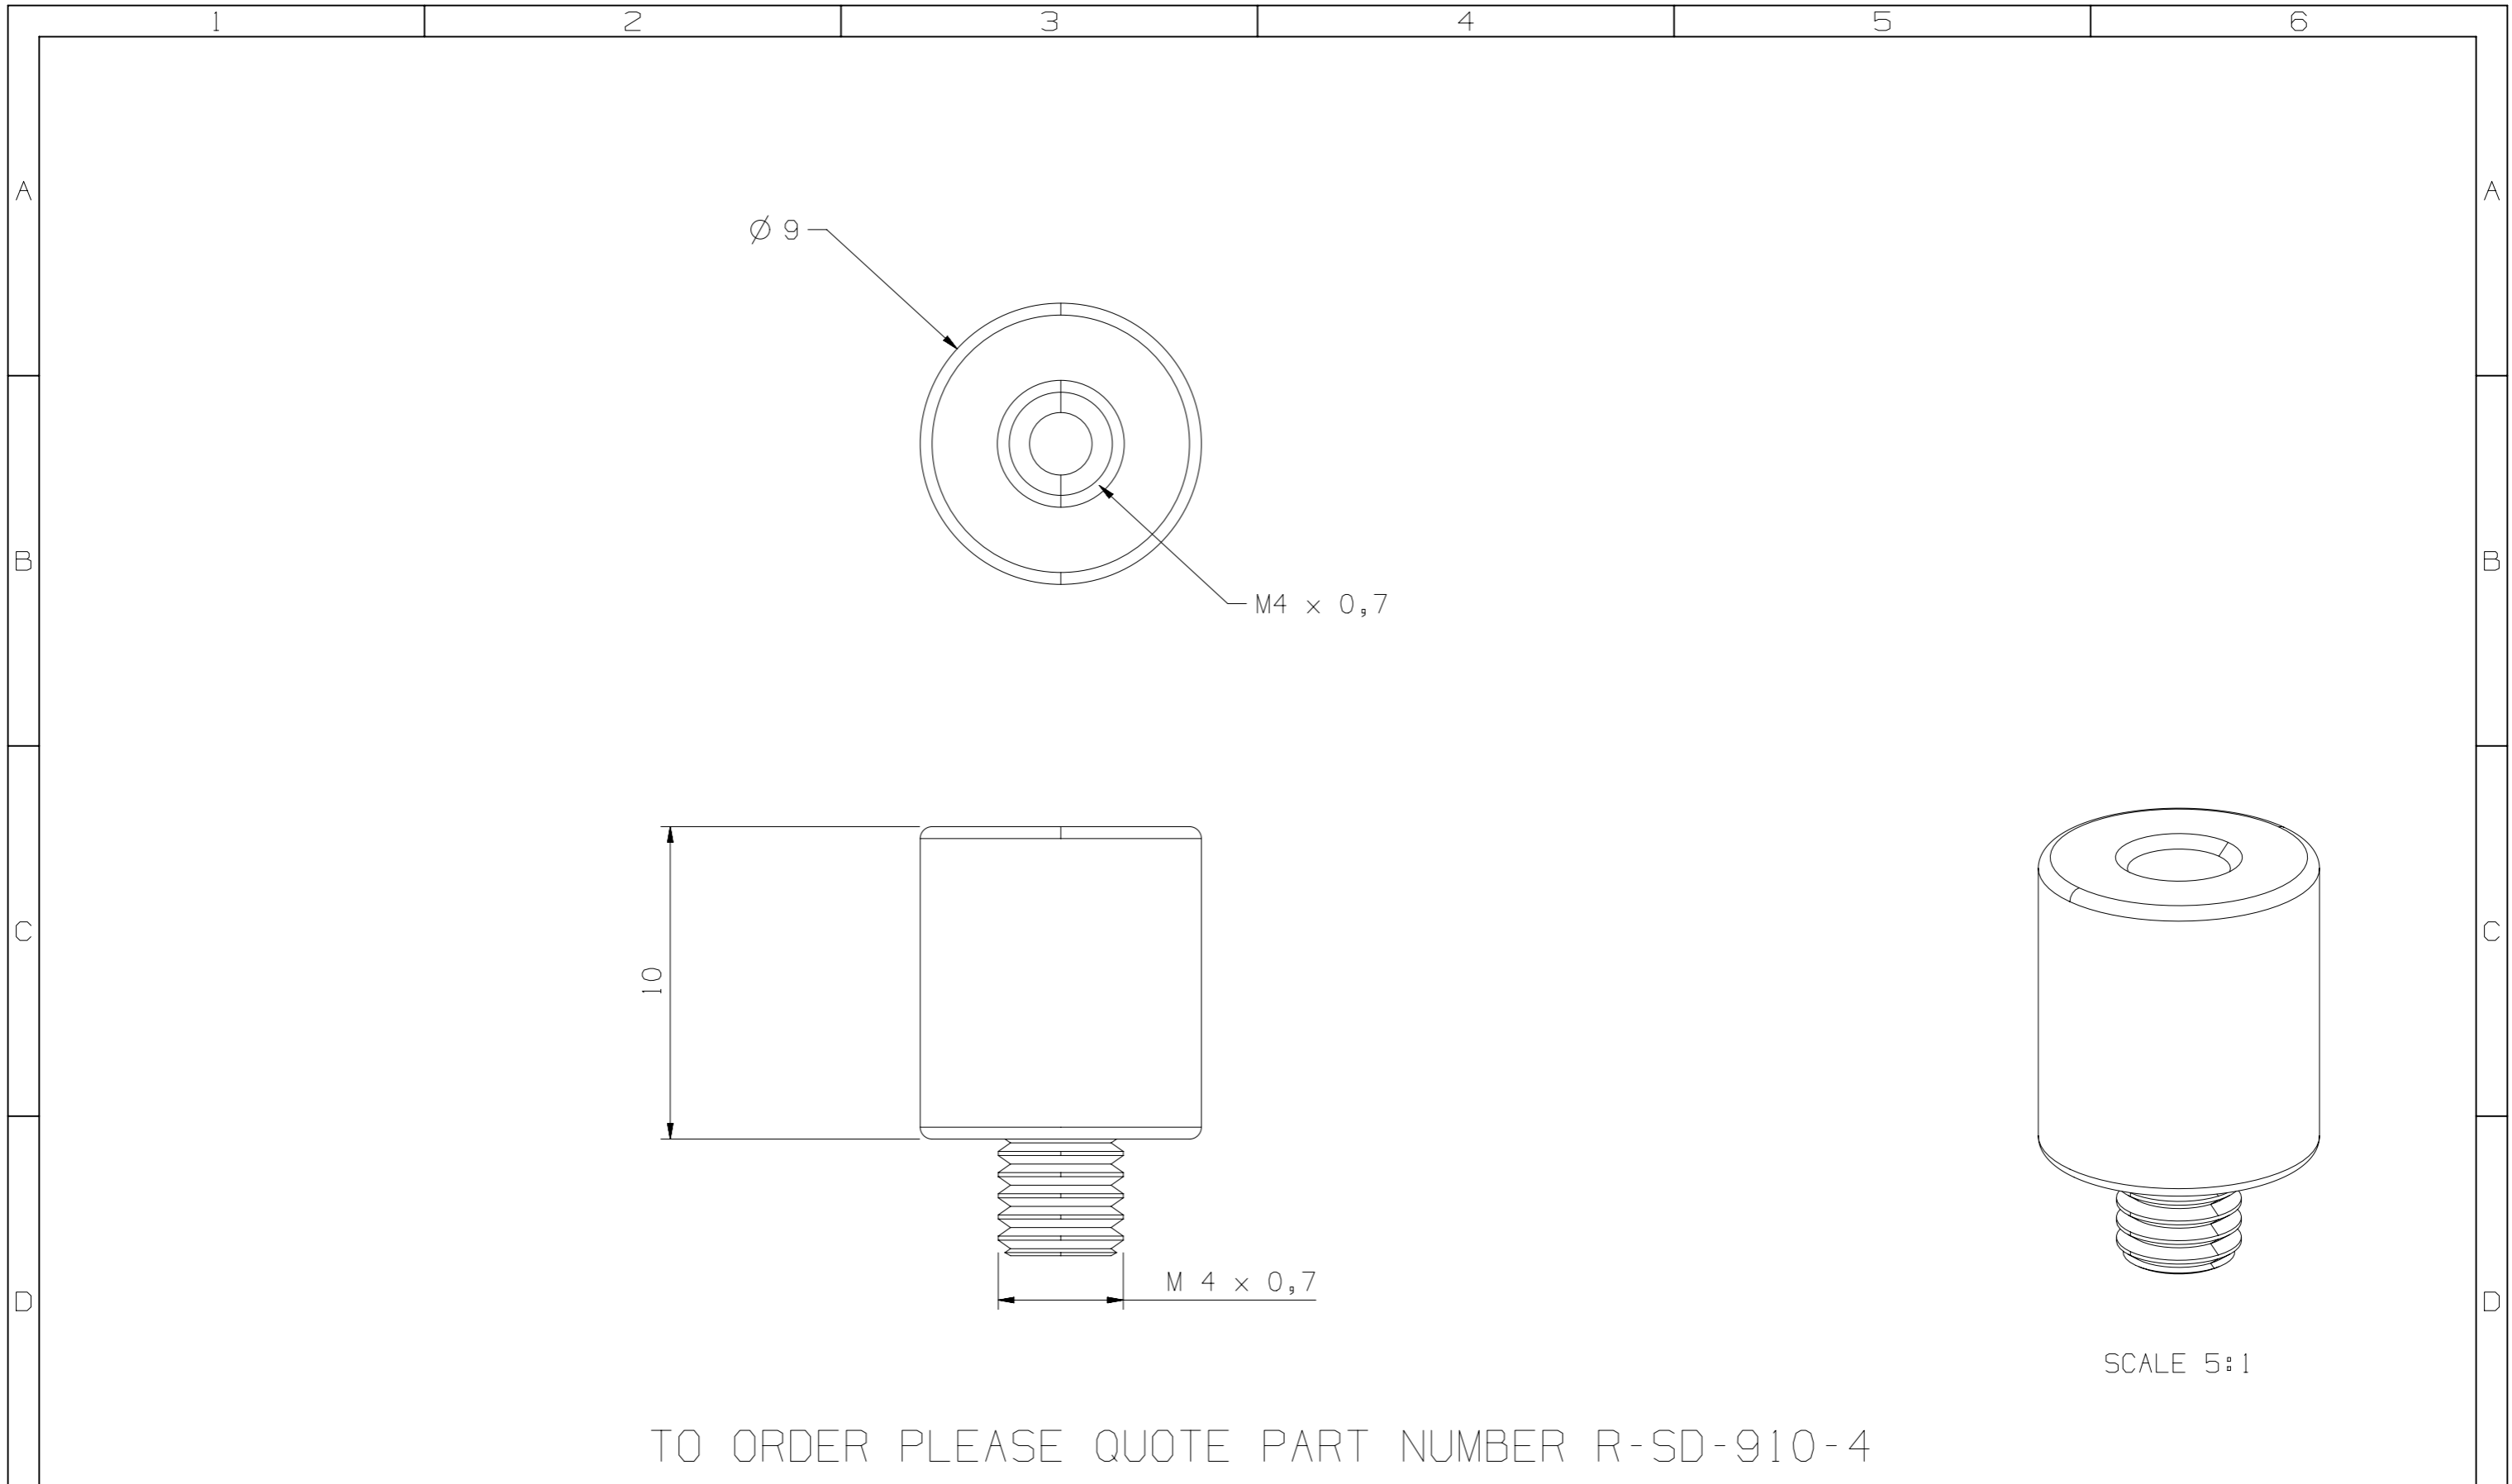 1 2 3 4 5 6
A A
Ø 9
B B
M4 x 0,7
C C
10
M 4 x 0,7
D D
SCALE 5:1
TO ORDER PLEASE QUOTE PART NUMBER R-SD-910-4